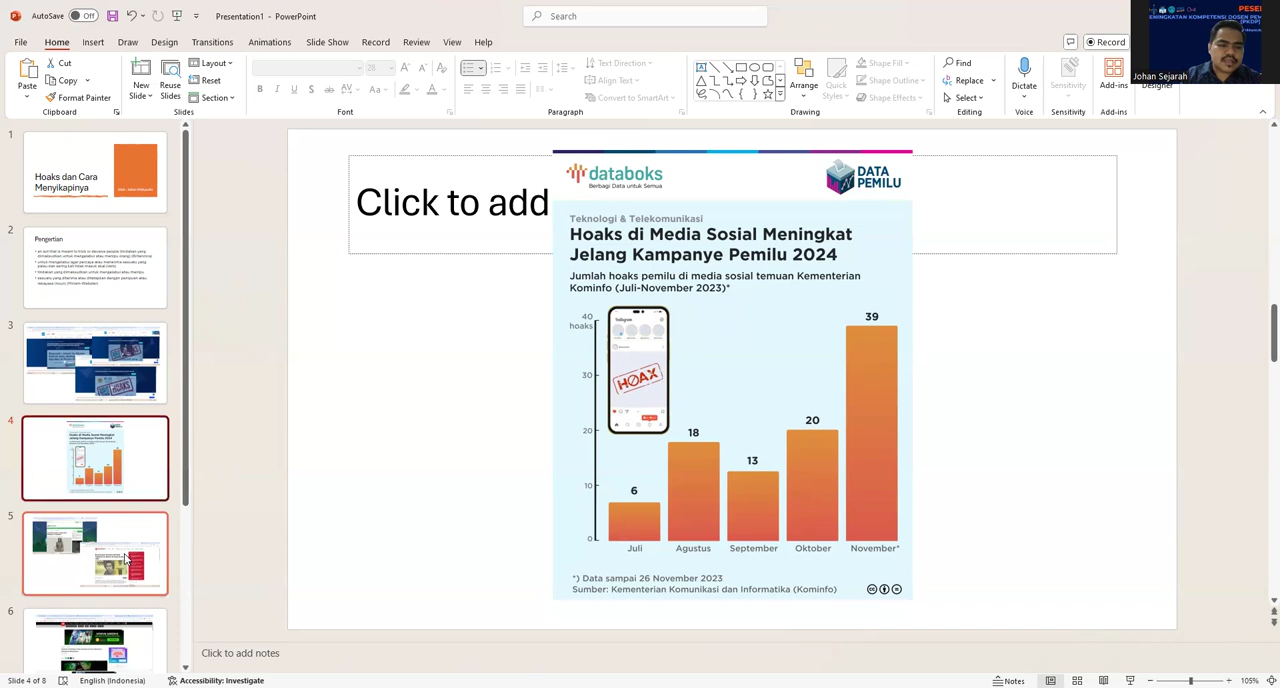 AutoSave Off
Presentation1 - PowerPoint
Search
File Home Insert Draw Design Transitions Animations Slide Show Record Review View Help
Record
Paste
Cut
Copy
Format Painter
Clipboard
New Slide
Reuse Slides
Layout
Reset
Section
Slides
28
Font
Text Direction
Align Text
Convert to SmartArt
Paragraph
Arrange
Quick Styles
Shape Fill
Shape Outline
Shape Effects
Drawing
Find
Replace
Select
Editing
Dictate
Voice
Sensitivity
Sensitivity
Add-ins
Add-ins
Designer
Johan Sejarah
1
Hoaks dan Cara
Menyikapinya
2
Pengertian
3
4
5
6
Click to add
databoks
Berbagi Data untuk Semua
DATA
PEMILU
Teknologi & Telekomunikasi
Hoaks di Media Sosial Meningkat
Jelang Kampanye Pemilu 2024
Jumlah hoaks pemilu di media sosial temuan Kementerian
Kominfo (Juli-November 2023)*
40
hoaks
30
20
10
0
Instagram
HOAX
6
18
13
20
39
Juli Agustus September Oktober November*
*) Data sampai 26 November 2023
Sumber: Kementerian Komunikasi dan Informatika (Kominfo)
Click to add notes
Slide 4 of 8
English (Indonesia)
Accessibility: Investigate
Notes
105%